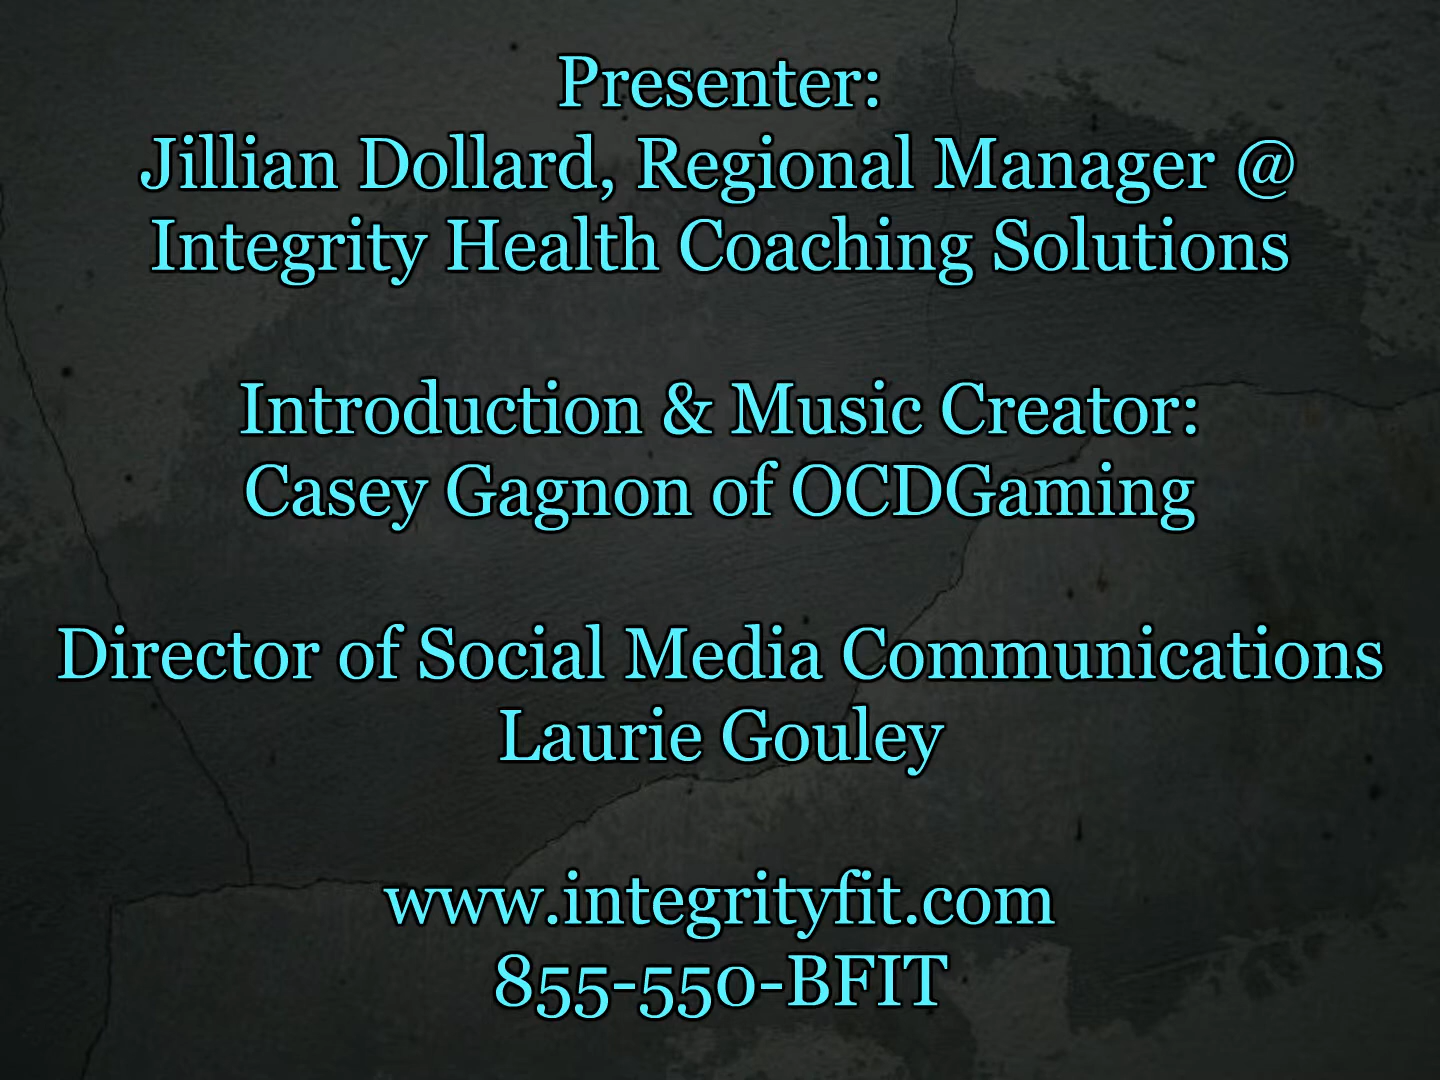 Presenter:
Jillian Dollard, Regional Manager @
Integrity Health Coaching Solutions
Introduction & Music Creator:
Casey Gagnon of OCDGaming
Director of Social Media Communications
Laurie Gouley
www.integrityfit.com
855-550-BFIT